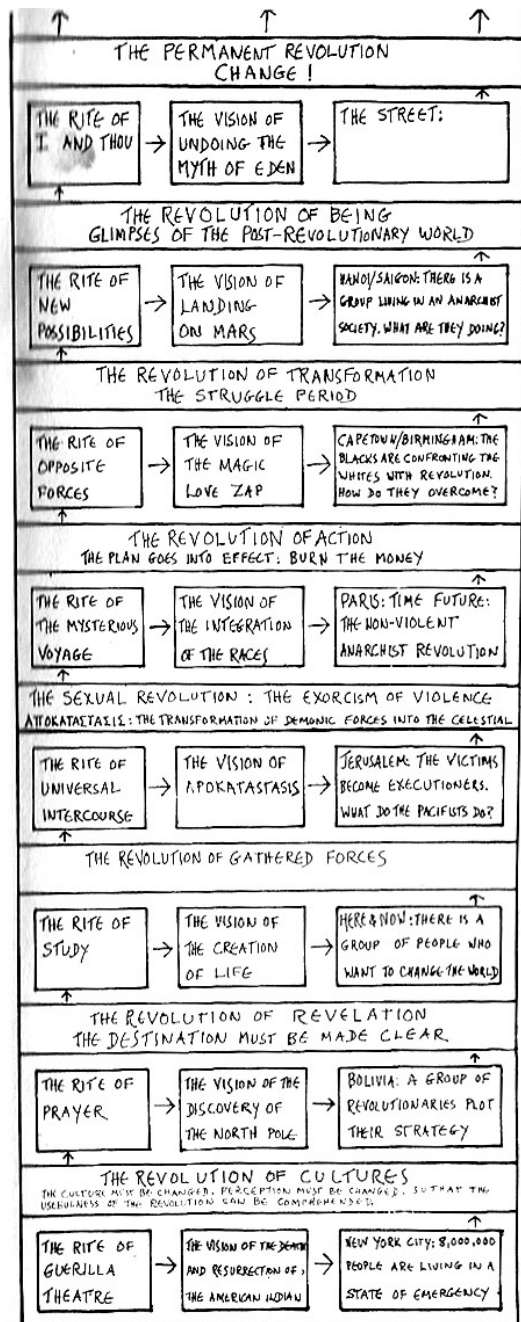 THE PERMANENT REVOLUTION
CHANGE!
THE RITE OF
I AND THOU
THE VISION OF
UNDOING THE
MYTH OF EDEN
THE STREET:
THE REVOLUTION OF BEING
GLIMPSES OF THE POST-REVOLUTIONARY WORLD
THE RITE OF
NEW
POSSIBILITIES
THE VISION OF
LANDING
ON MARS
HANOI/SAIGON: THERE IS A
GROUP LIVING IN AN ANARCHIST
SOCIETY. WHAT ARE THEY DOING?
THE REVOLUTION OF TRANSFORMATION
THE STRUGGLE PERIOD
THE RITE OF
OPPOSITE
FORCES
THE VISION OF
THE MAGIC
LOVE ZAP
CAPETOWN/BIRMINGHAM: THE
BLACKS ARE CONFRONTING THE
WHITES WITH REVOLUTION.
HOW DO THEY OVERCOME?
THE REVOLUTION OF ACTION
THE PLAN GOES INTO EFFECT: BURN THE MONEY
THE RITE OF
THE MYSTERIOUS
VOYAGE
THE VISION OF
THE INTEGRATION
OF THE RACES
PARIS: TIME FUTURE:
THE NON-VIOLENT
ANARCHIST REVOLUTION
THE SEXUAL REVOLUTION: THE EXORCISM OF VIOLENCE
ΑΠΟΚΑΤΑΣΤΑΣΙΣ: THE TRANSFORMATION OF DEMONIC FORCES INTO THE CELESTIAL
THE RITE OF
UNIVERSAL
INTERCOURSE
THE VISION OF
APOKATASTASIS
JERUSALEM: THE VICTIMS
BECOME EXECUTIONERS.
WHAT DO THE PACIFISTS DO?
THE REVOLUTION OF GATHERED FORCES
THE RITE OF
STUDY
THE VISION OF
THE CREATION
OF LIFE
HERE & NOW: THERE IS A
GROUP OF PEOPLE WHO
WANT TO CHANGE THE WORLD
THE REVOLUTION OF REVELATION
THE DESTINATION MUST BE MADE CLEAR
THE RITE OF
PRAYER
THE VISION OF THE
DISCOVERY OF
THE NORTH POLE
BOLIVIA: A GROUP OF
REVOLUTIONARIES PLOT
THEIR STRATEGY
THE REVOLUTION OF CULTURES
THE CULTURE MUST BE CHANGED. PERCEPTION MUST BE CHANGED. SO THAT THE
USEFULNESS OF THE REVOLUTION CAN BE COMPREHENDED.
THE RITE OF
GUERILLA
THEATRE
THE VISION OF THE DEATH
AND RESURRECTION OF
THE AMERICAN INDIAN
NEW YORK CITY: 8,000,000
PEOPLE ARE LIVING IN A
STATE OF EMERGENCY